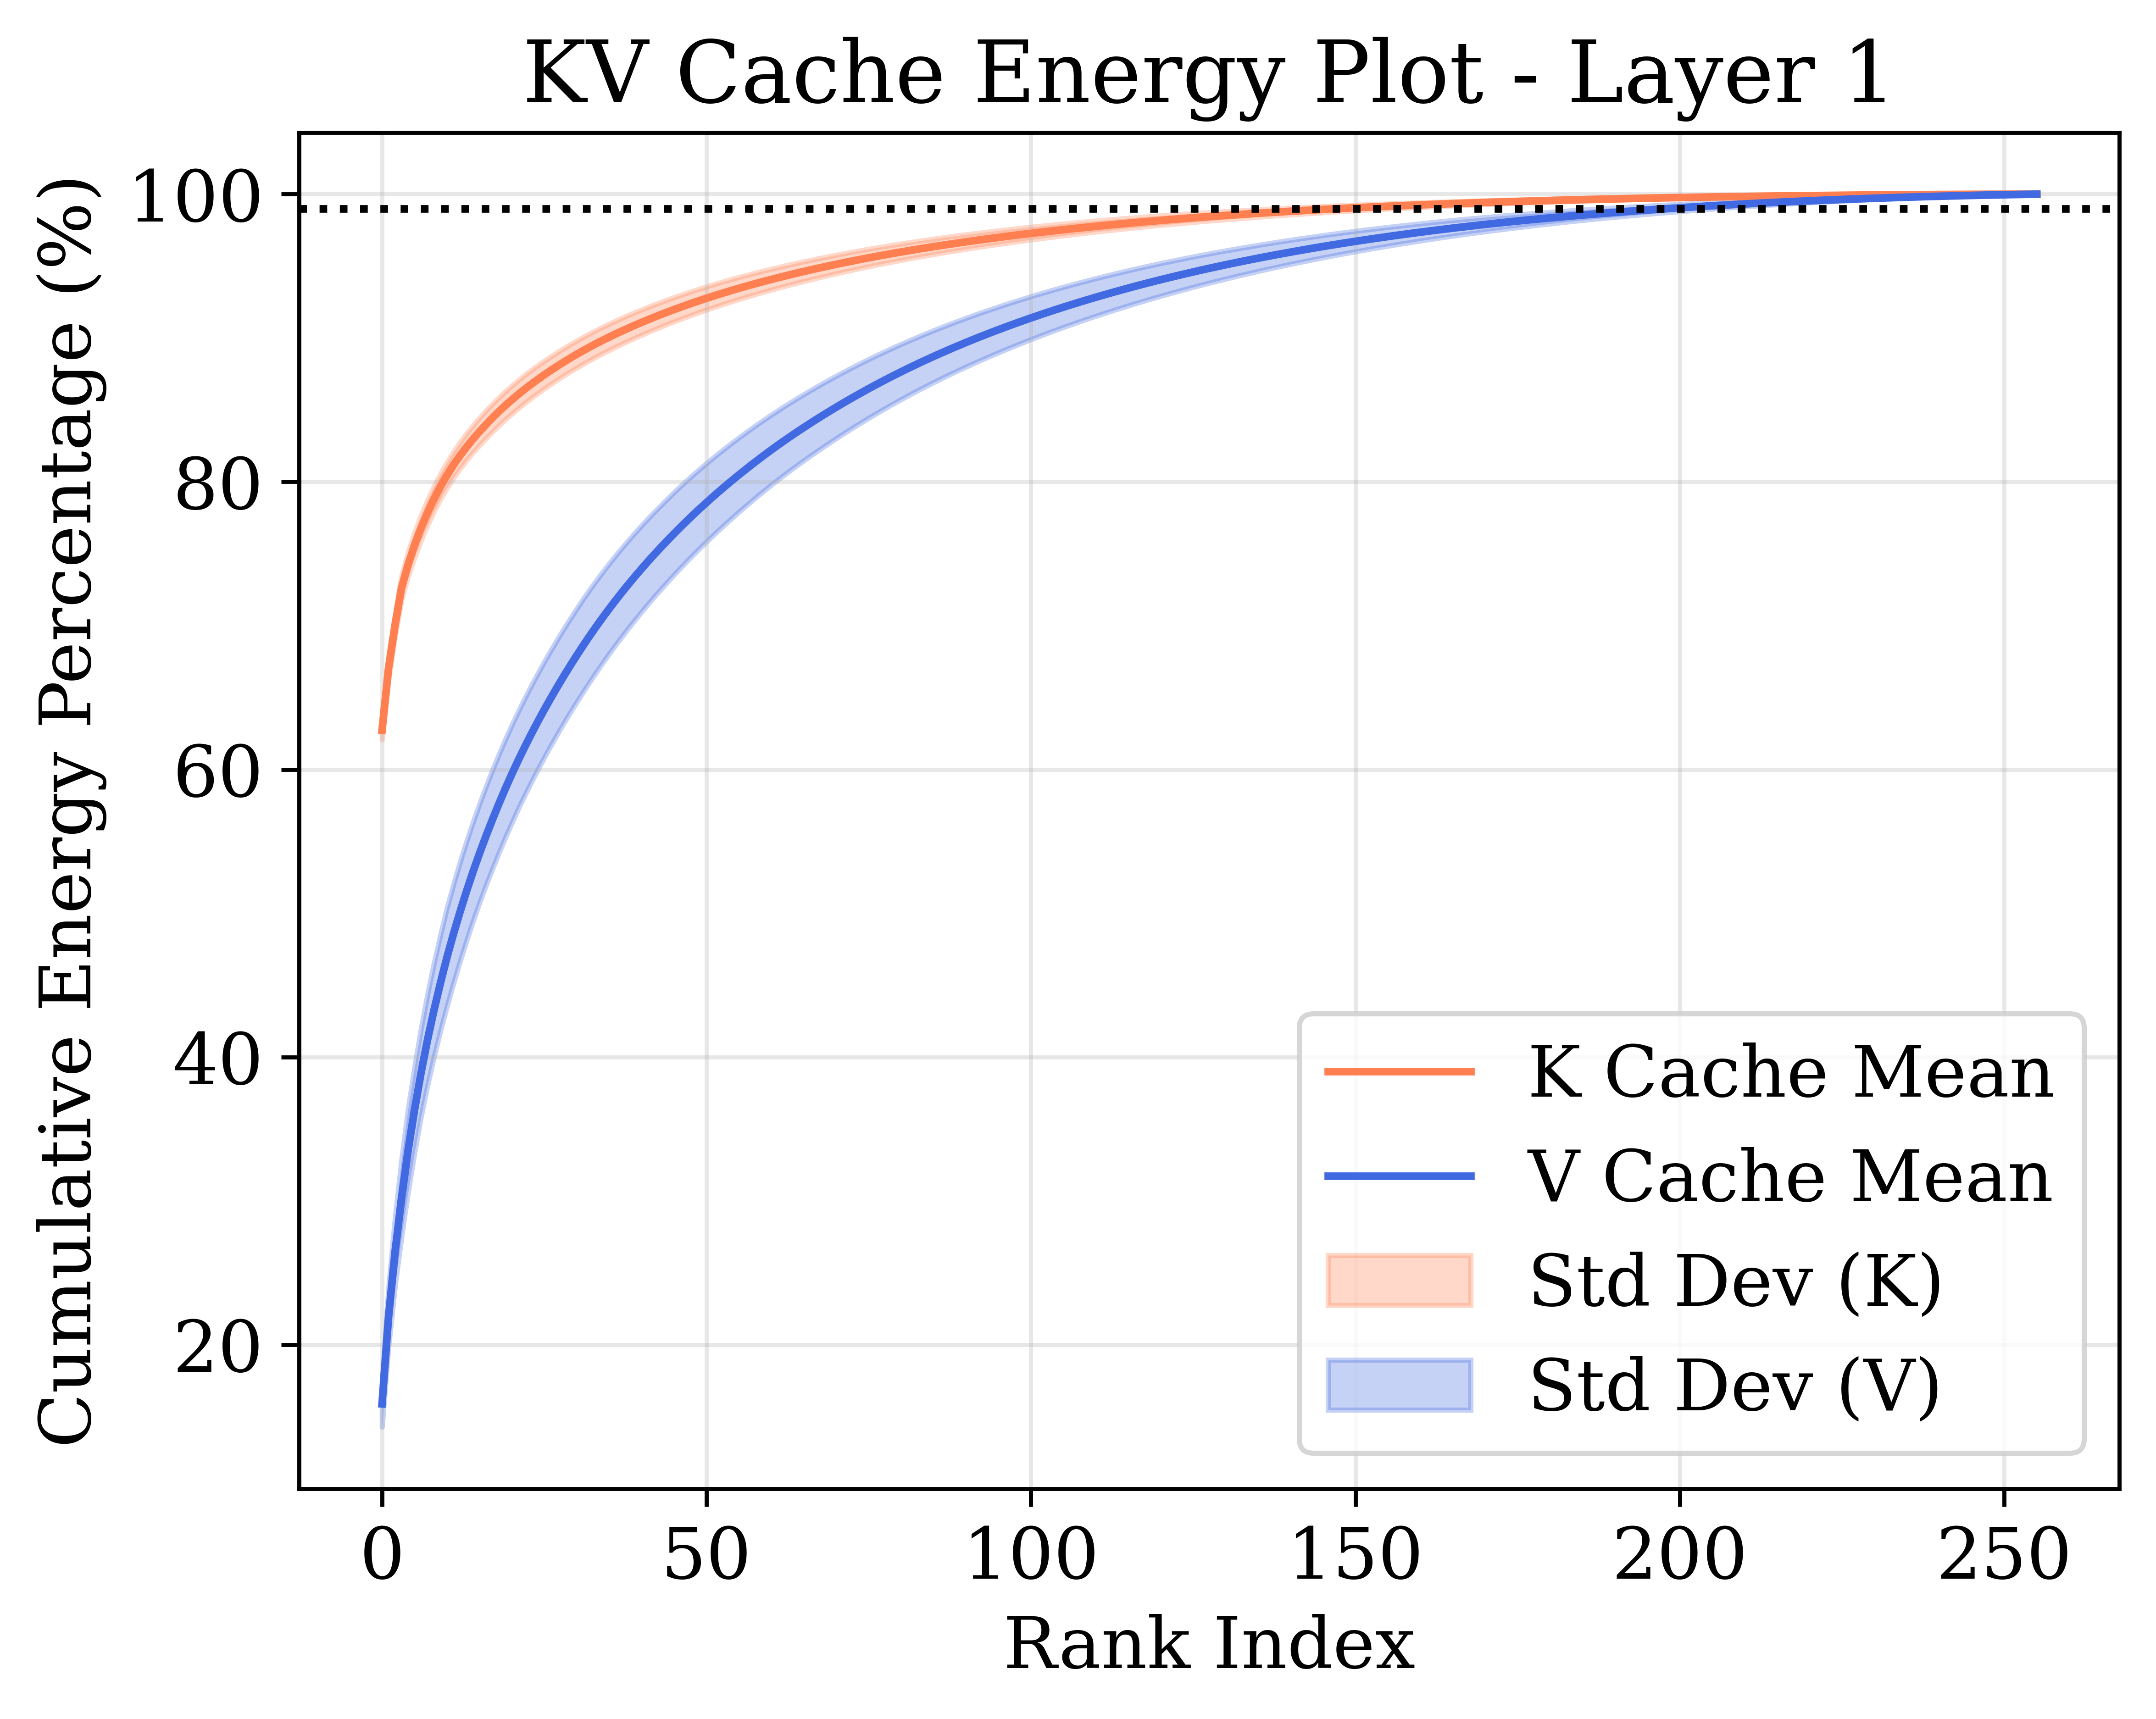 KV Cache Energy Plot - Layer 1
Cumulative Energy Percentage (%)
100
80
60
40
20
K Cache Mean
V Cache Mean
Std Dev (K)
Std Dev (V)
0 50 100 150 200 250
Rank Index